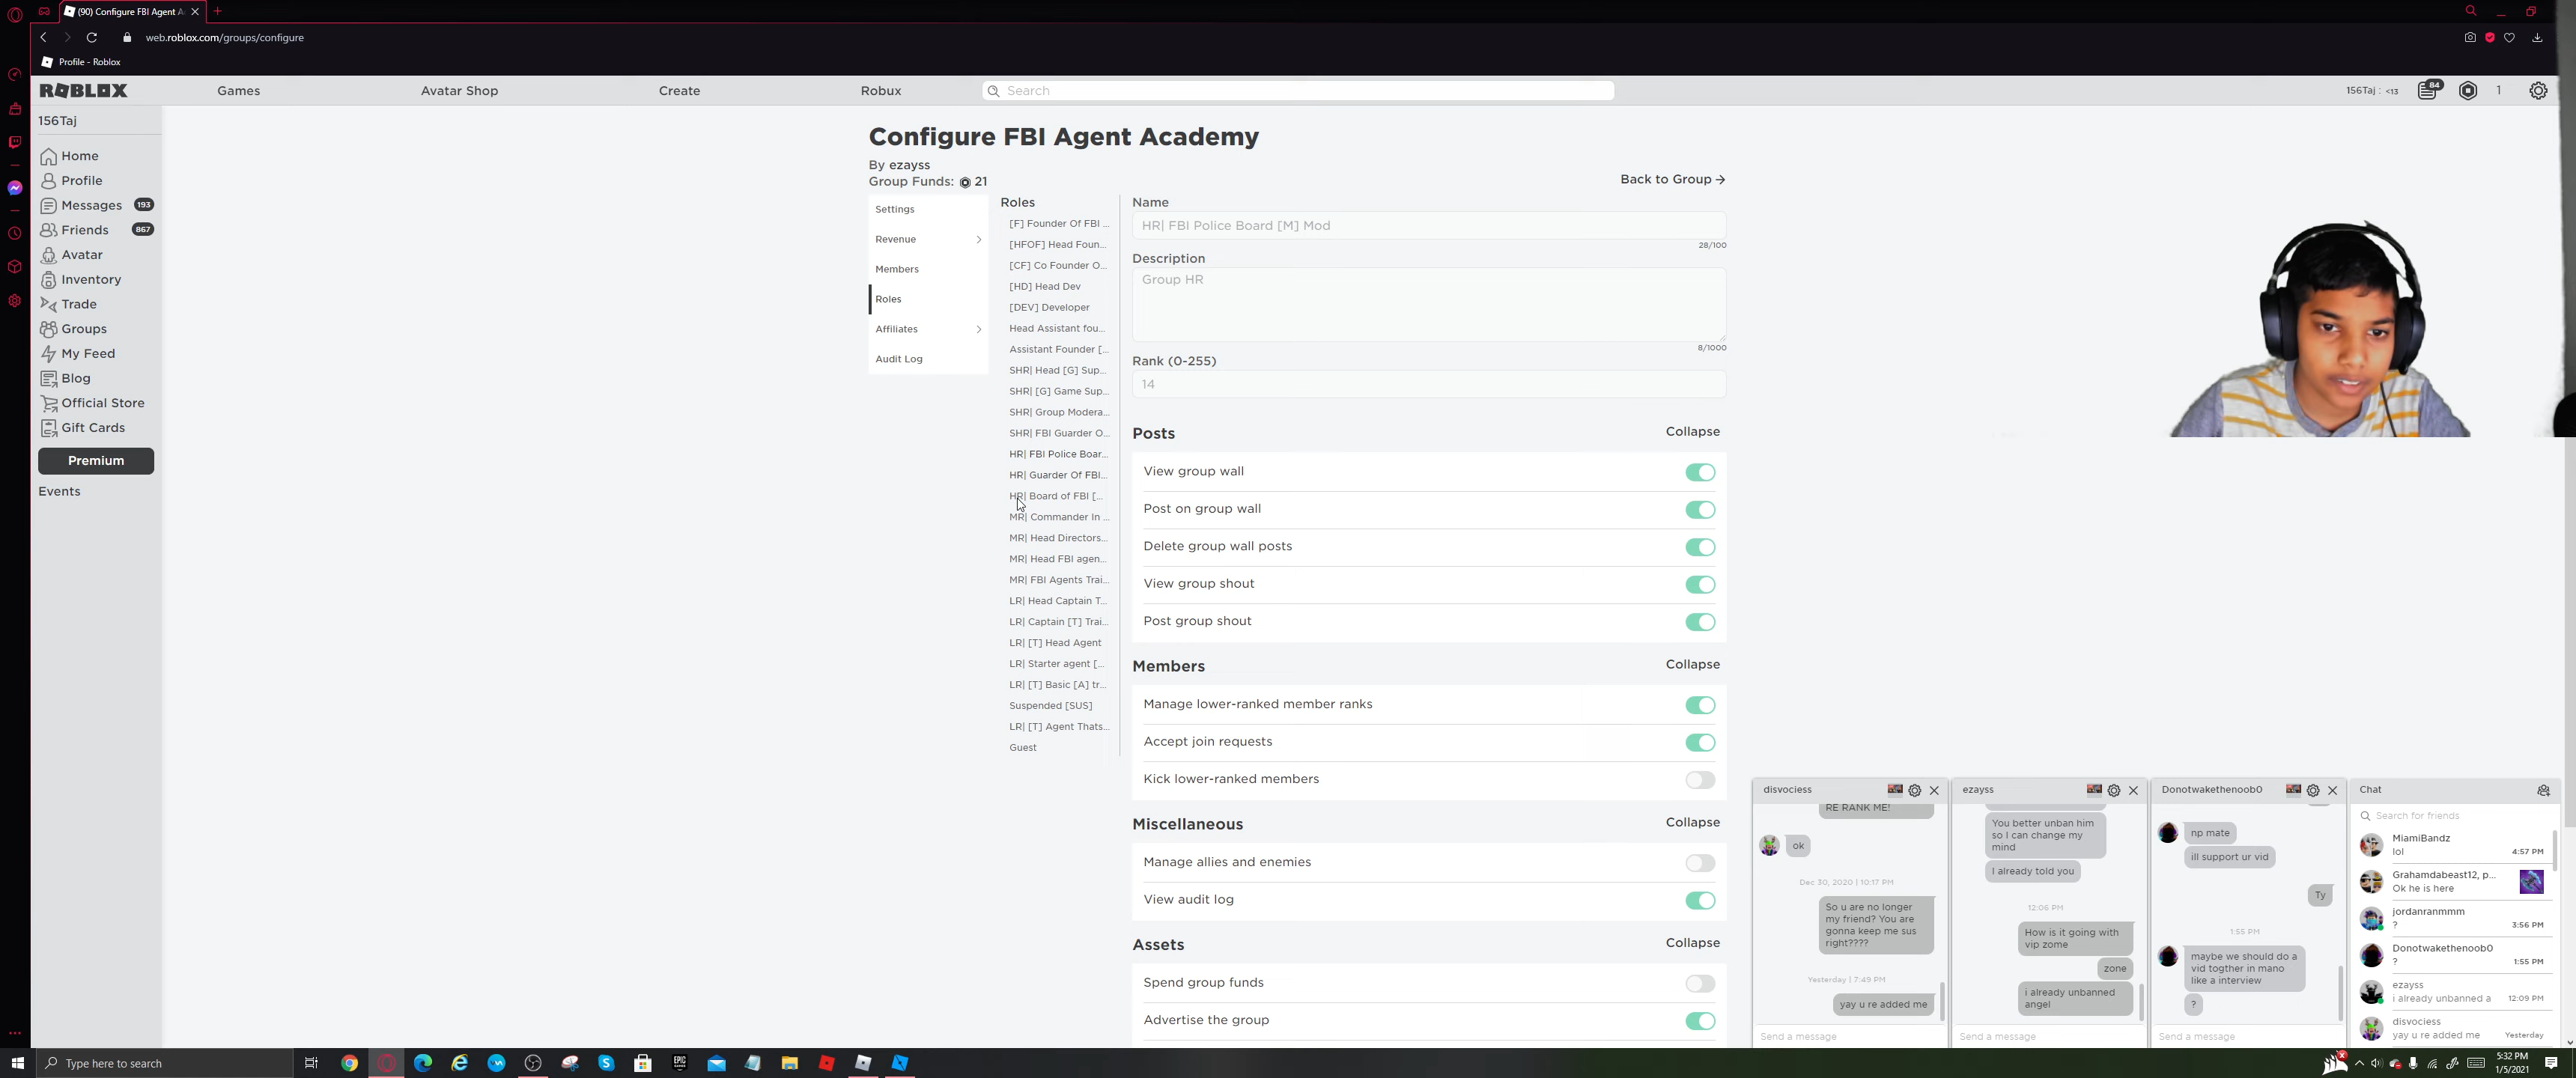 (90) Configure FBI Agent A
web.roblox.com/groups/configure
Profile - Roblox
ROBLOX
Games
Avatar Shop
Create
Robux
Search
156Taj : <13
84
1
156Taj
Home
Profile
Messages 193
Friends 867
Avatar
Inventory
Trade
Groups
My Feed
Blog
Official Store
Gift Cards
Premium
Events
Configure FBI Agent Academy
By ezayss
Group Funds: 21
Back to Group
Settings
Revenue
Members
Roles
Affiliates
Audit Log
Roles
[F] Founder Of FBI ...
[HFOF] Head Foun...
[CF] Co Founder O...
[HD] Head Dev
[DEV] Developer
Head Assistant fou...
Assistant Founder [...
SHR| Head [G] Sup...
SHR| [G] Game Sup...
SHR| Group Modera...
SHR| FBI Guarder O...
HR| FBI Police Boar...
HR| Guarder Of FBI...
HR| Board of FBI [...
MR| Commander In ...
MR| Head Directors...
MR| Head FBI agen...
MR| FBI Agents Trai...
LR| Head Captain T...
LR| Captain [T] Trai...
LR| [T] Head Agent
LR| Starter agent [...
LR| [T] Basic [A] tr...
Suspended [SUS]
LR| [T] Agent Thats...
Guest
Name
HR| FBI Police Board [M] Mod
28/100
Description
Group HR
8/1000
Rank (0-255)
14
Posts Collapse
View group wall
Post on group wall
Delete group wall posts
View group shout
Post group shout
Members Collapse
Manage lower-ranked member ranks
Accept join requests
Kick lower-ranked members
Miscellaneous Collapse
Manage allies and enemies
View audit log
Assets Collapse
Spend group funds
Advertise the group
disvociess
RE RANK ME!
ok
Dec 30, 2020 | 10:17 PM
So u are no longer
my friend? You are
gonna keep me sus
right????
Yesterday | 7:49 PM
yay u re added me
Send a message
ezayss
You better unban him
so I can change my
mind
I already told you
12:06 PM
How is it going with
vip zome
zone
i already unbanned
angel
Send a message
Donotwakethenoob0
np mate
ill support ur vid
Ty
1:55 PM
maybe we should do a
vid togther in mano
like a interview
?
Send a message
Chat
Search for friends
MiamiBandz
lol 4:57 PM
Grahamdabeast12, p...
Ok he is here
jordanranmmm
? 3:56 PM
Donotwakethenoob0
? 1:55 PM
ezayss
i already unbanned a 12:09 PM
disvociess
yay u re added me Yesterday
Type here to search
EPIC GAMES
5:32 PM
1/5/2021